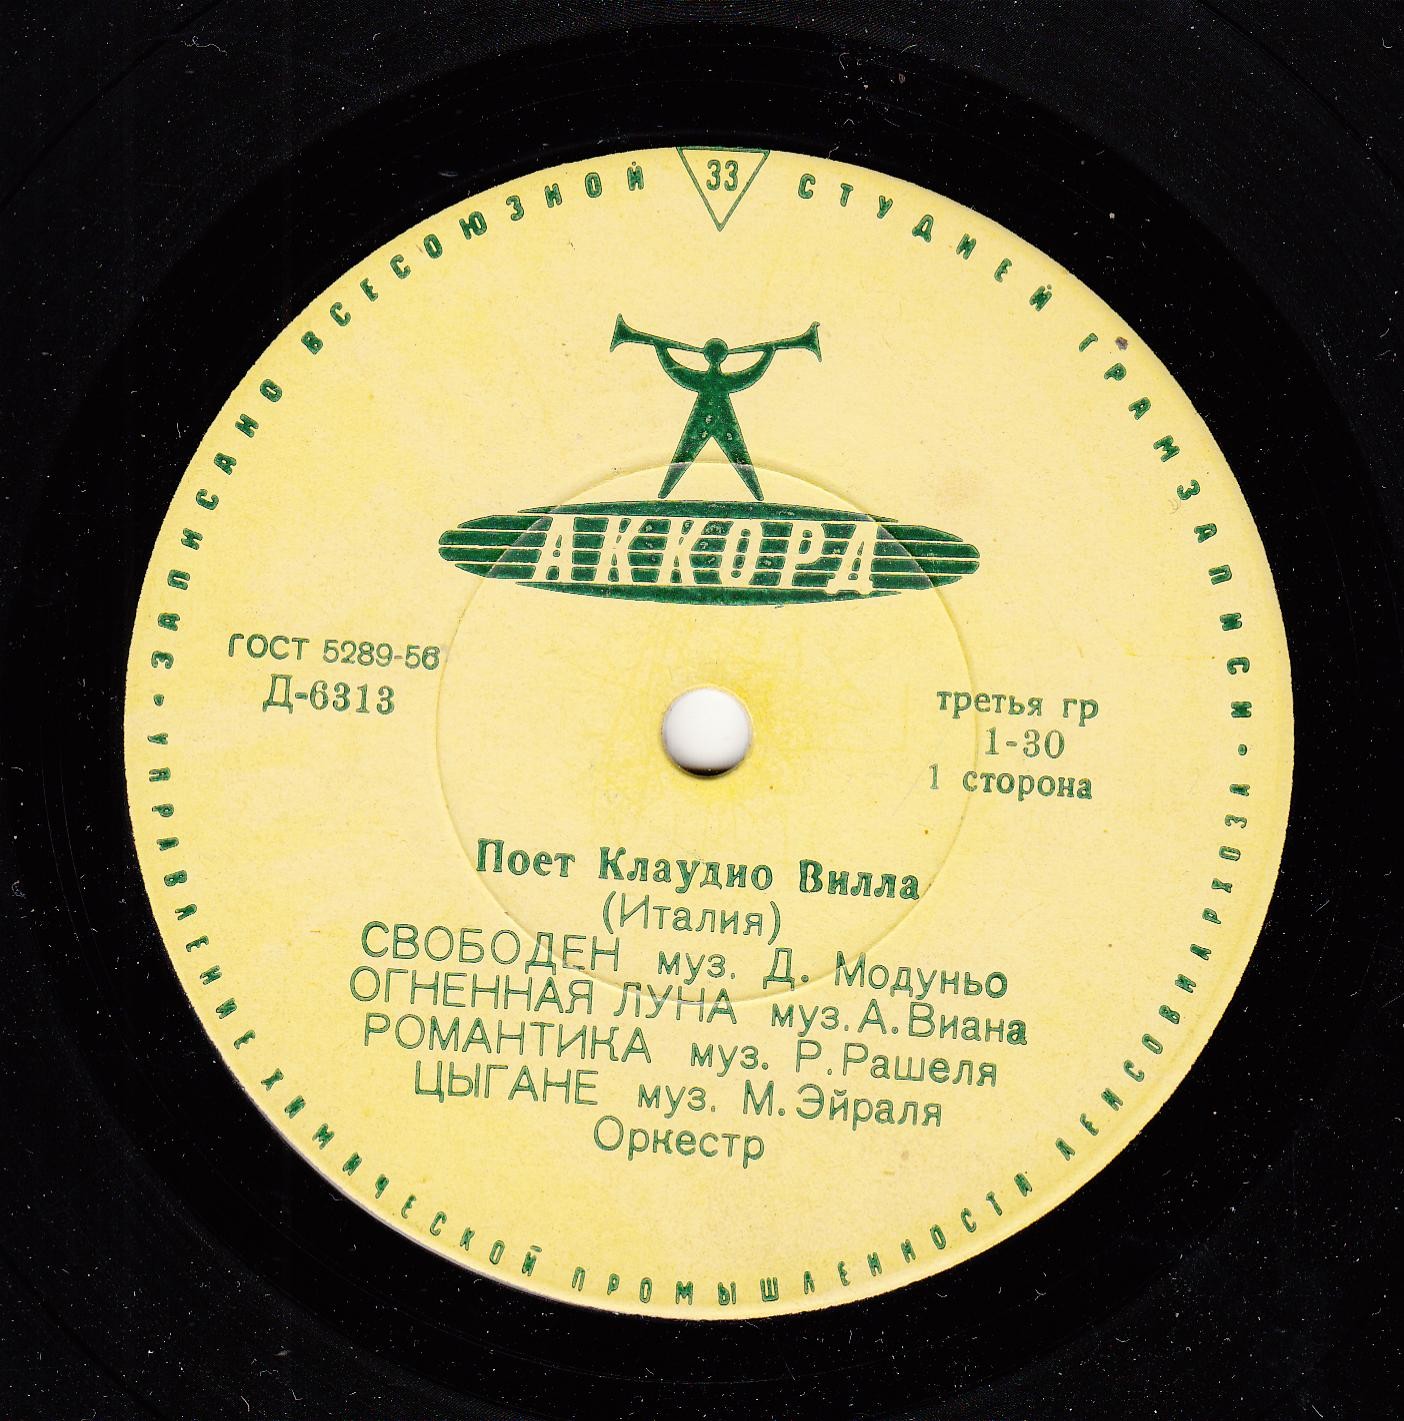 ЗАПИСАНО ВСЕСОЮЗНОЙ СТУДИЕЙ ГРАМЗАПИСИ
33
АККОРД
ГОСТ 5289-56
Д-6313
третья гр
1-30
1 сторона
Поет Клаудио Вилла
(Италия)
СВОБОДЕН муз. Д. Модуньо
ОГНЕННАЯ ЛУНА муз. А. Виана
РОМАНТИКА муз. Р. Рашеля
ЦЫГАНЕ муз. М. Эйраля
Оркестр
УПРАВЛЕНИЕ ХИМИЧЕСКОЙ ПРОМЫШЛЕННОСТИ ЛЕНСОВНАРХОЗА